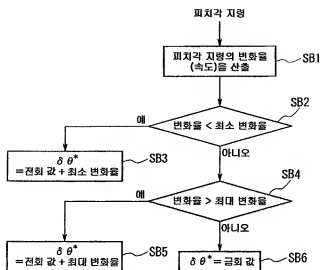 피치각 지령
피치각 지령의 변화율
(속도)을 산출
SB1
SB2
변화율 < 최소 변화율
예
아니오
δ θ*
=전회 값 + 최소 변화율
SB3
SB4
변화율 > 최대 변화율
예
아니오
δ θ*
=전회 값 + 최대 변화율
SB5
δ θ* = 금회 값
SB6